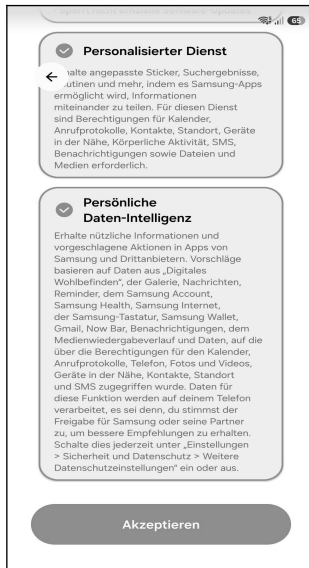 65
Personalisierter Dienst
alte angepasste Sticker, Suchergebnisse,
utinen und mehr, indem es Samsung-Apps
ermöglicht wird, Informationen
miteinander zu teilen. Für diesen Dienst
sind Berechtigungen für Kalender,
Anrufprotokolle, Kontakte, Standort, Geräte
in der Nähe, Körperliche Aktivität, SMS,
Benachrichtigungen sowie Dateien und
Medien erforderlich.
Persönliche
Daten-Intelligenz
Erhalte nützliche Informationen und
vorgeschlagene Aktionen in Apps von
Samsung und Drittanbietern. Vorschläge
basieren auf Daten aus „Digitales
Wohlbefinden“, der Galerie, Nachrichten,
Reminder, dem Samsung Account,
Samsung Health, Samsung Internet,
der Samsung-Tastatur, Samsung Wallet,
Gmail, Now Bar, Benachrichtigungen, dem
Medienwiedergabeverlauf und Daten, auf die
über die Berechtigungen für den Kalender,
Anrufprotokolle, Telefon, Fotos und Videos,
Geräte in der Nähe, Kontakte, Standort
und SMS zugegriffen wurde. Daten für
diese Funktion werden auf deinem Telefon
verarbeitet, es sei denn, du stimmst der
Freigabe für Samsung oder seine Partner
zu, um bessere Empfehlungen zu erhalten.
Schalte dies jederzeit unter „Einstellungen
> Sicherheit und Datenschutz > Weitere
Datenschutzeinstellungen“ ein oder aus.
Akzeptieren